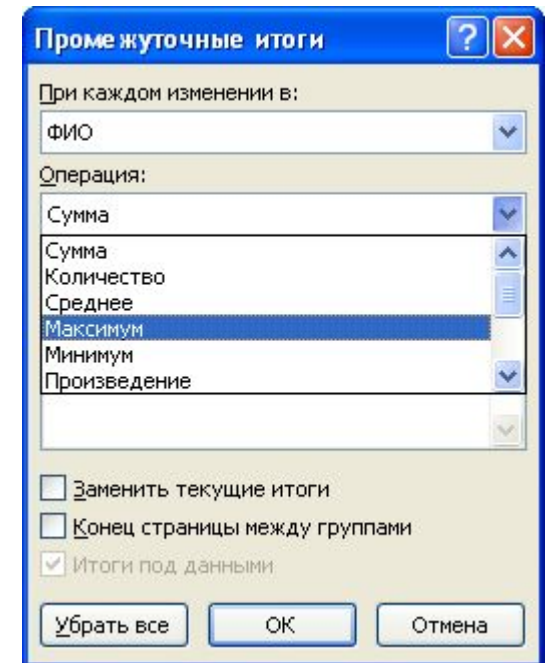 Промежуточные итоги
При каждом изменении в:
ФИО
Операция:
Сумма
Сумма
Количество
Среднее
Максимум
Минимум
Произведение
Заменить текущие итоги
Конец страницы между группами
Итоги под данными
Убрать все ОК Отмена